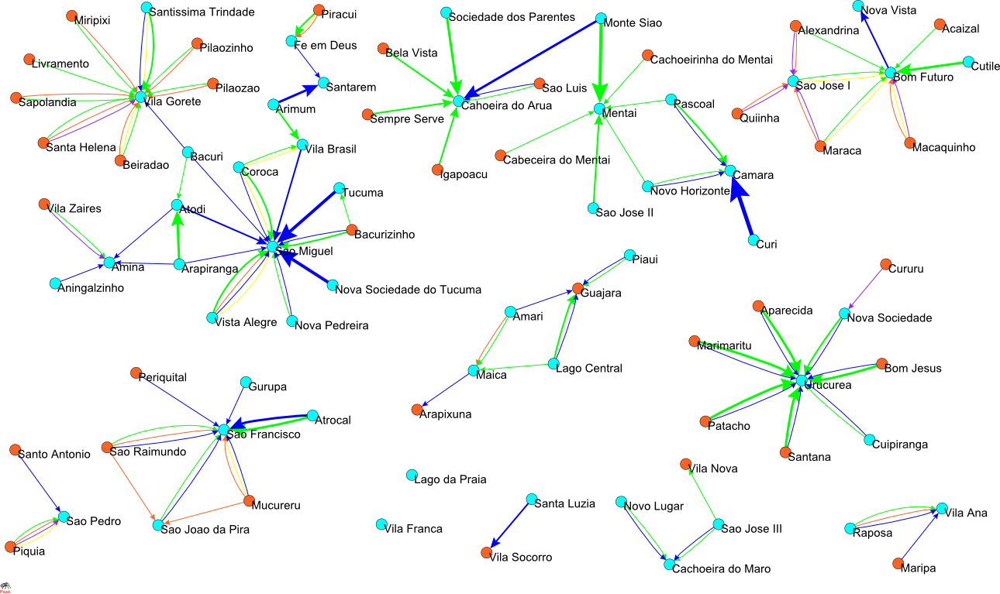 Santissima Trindade
Miripixi
Piracui
Sociedade dos Parentes
Monte Siao
Nova Vista
Alexandrina
Acaizal
Pilaozinho
Fe em Deus
Bela Vista
Cachoeirinha do Mentai
Livramento
Cutile
Bom Futuro
Pilaozao
Santarem
Sao Luis
Sao Jose I
Sapolandia
Vila Gorete
Arimum
Cahoeira do Arua
Pascoal
Mentai
Sempre Serve
Quiinha
Santa Helena
Vila Brasil
Maraca
Macaquinho
Bacuri
Beiradao
Coroca
Cabeceira do Mentai
Igapoacu
Camara
Tucuma
Novo Horizonte
Vila Zaires
Atodi
Sao Jose II
Bacurizinho
Curi
Sao Miguel
Amina
Arapiranga
Piaui
Cururu
Aningalzinho
Nova Sociedade do Tucuma
Guajara
Vista Alegre
Nova Pedreira
Amari
Aparecida
Nova Sociedade
Marimaritu
Lago Central
Bom Jesus
Maica
Periquital
Gurupa
Urucurea
Arapixuna
Atrocal
Patacho
Sao Francisco
Cuipiranga
Santo Antonio
Sao Raimundo
Santana
Vila Nova
Lago da Praia
Mucureru
Santa Luzia
Novo Lugar
Vila Ana
Sao Pedro
Sao Joao da Pira
Vila Franca
Sao Jose III
Raposa
Piquia
Vila Socorro
Cachoeira do Maro
Maripa
Pajek